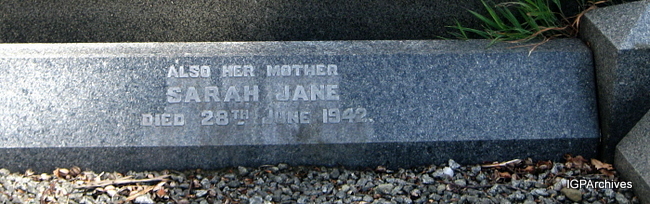 ALSO HER MOTHER
SARAH JANE
DIED 28TH JUNE 1942.
IGPArchives